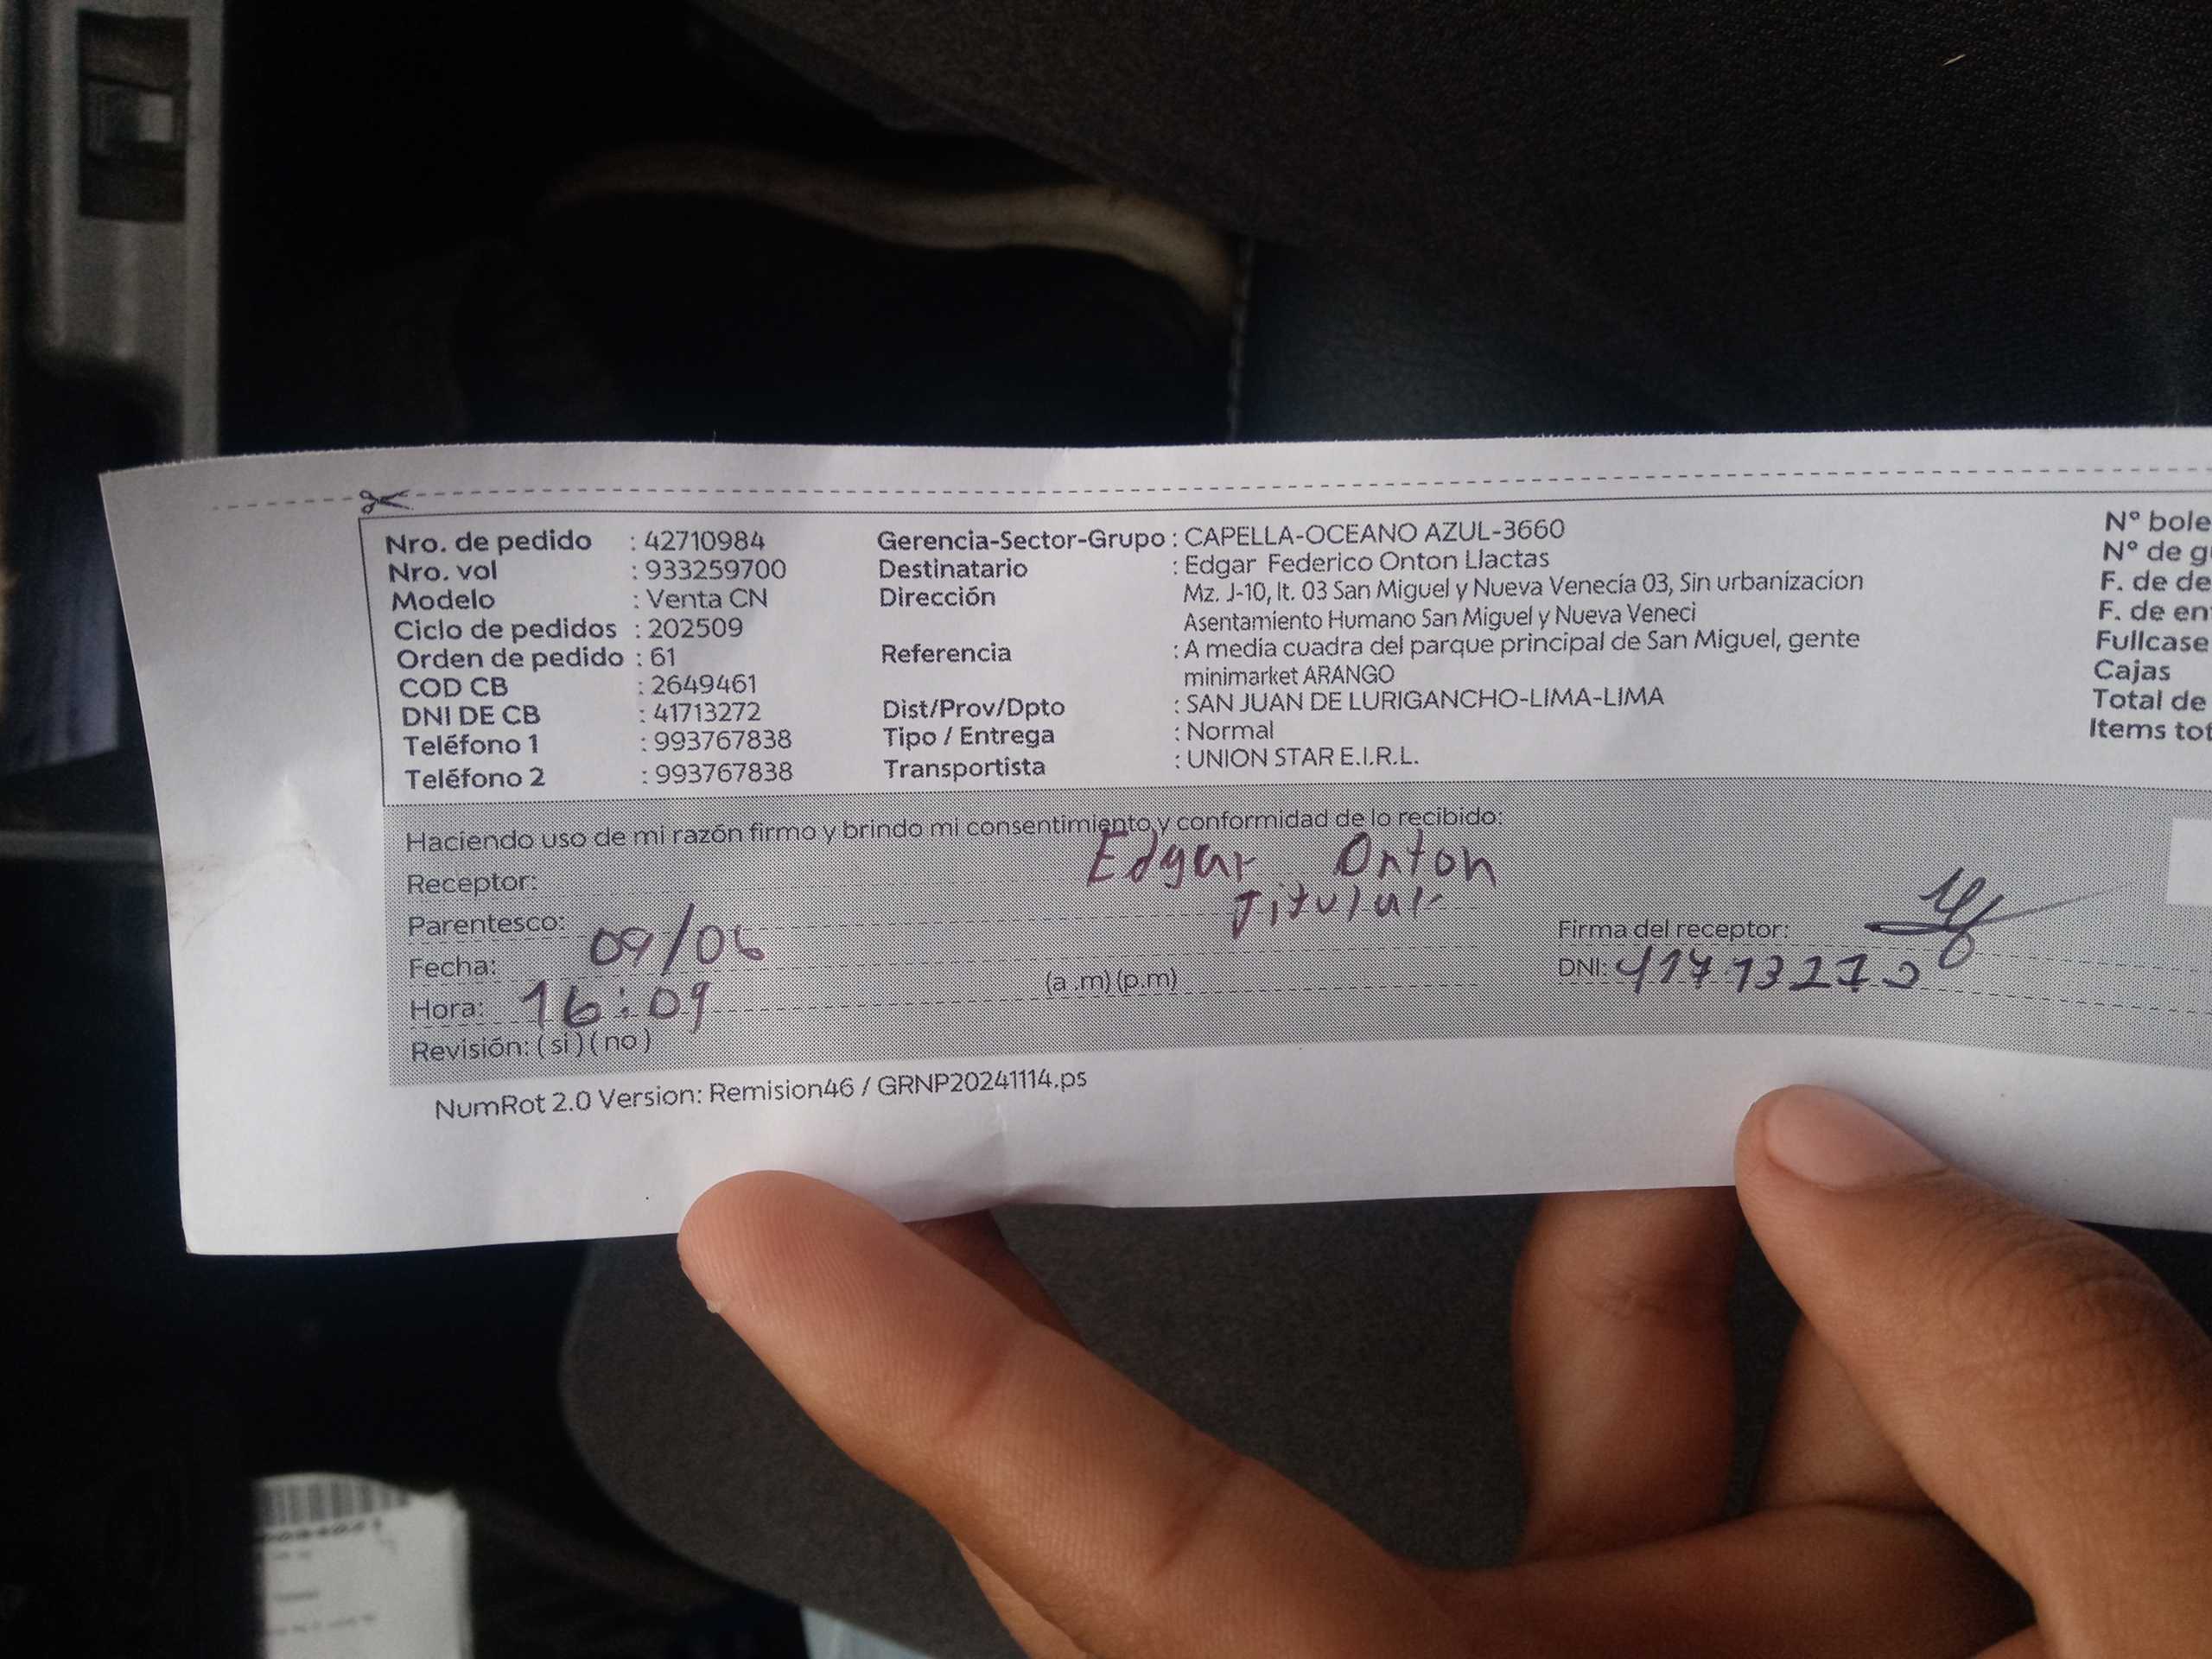 Nro. de pedido : 42710984
Nro. vol : 933259700
Modelo : Venta CN
Ciclo de pedidos : 202509
Orden de pedido : 61
COD CB : 2649461
DNI DE CB : 41713272
Teléfono 1 : 993767838
Teléfono 2 : 993767838
Gerencia-Sector-Grupo : CAPELLA-OCEANO AZUL-3660
Destinatario : Edgar Federico Onton Llactas
Dirección Mz. J-10, lt. 03 San Miguel y Nueva Venecia 03, Sin urbanizacion
Asentamiento Humano San Miguel y Nueva Veneci
Referencia : A media cuadra del parque principal de San Miguel, gente
minimarket ARANGO
Dist/Prov/Dpto : SAN JUAN DE LURIGANCHO-LIMA-LIMA
Tipo / Entrega : Normal
Transportista : UNION STAR E.I.R.L.
N° bole
N° de g
F. de de
F. de en
Fullcase
Cajas
Total de
Items tot
Haciendo uso de mi razón firmo y brindo mi consentimiento y conformidad de lo recibido:
Receptor: Edgar Onton
Parentesco: Titular
Fecha: 09/06
Hora: 16:09 (a .m) (p.m)
Revisión: ( si ) ( no )
Firma del receptor:
DNI:
NumRot 2.0 Version: Remision46 / GRNP20241114.ps